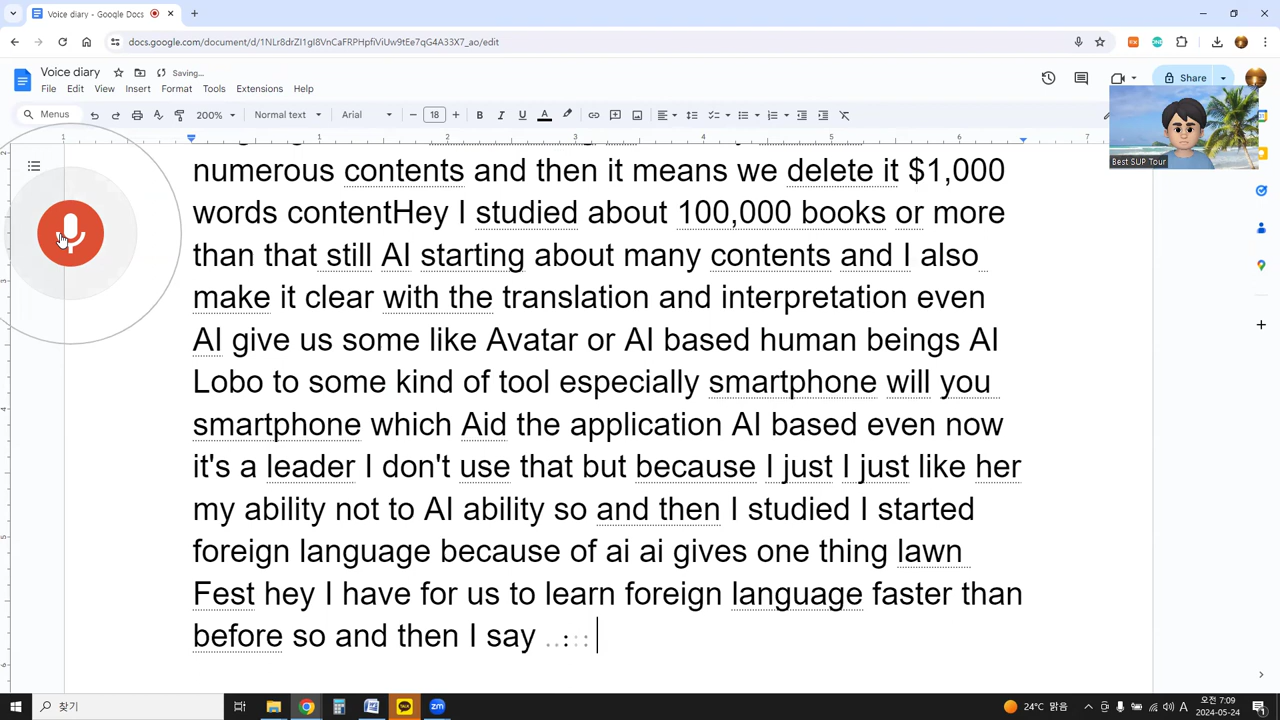 Voice diary - Google Docs
docs.google.com/document/d/1NLr8drZI1gI8VnCaFRPHpfiViUw9tEe7qG4A33X7_ao/edit
Voice diary
Saving...
File Edit View Insert Format Tools Extensions Help
Share
Menus
200%
Normal text
Arial
18
B I U A
Best SUP Tour
1 1 2 3 4 5 6 7
numerous contents and then it means we delete it $1,000
words contentHey I studied about 100,000 books or more
than that still AI starting about many contents and I also
make it clear with the translation and interpretation even
AI give us some like Avatar or AI based human beings AI
Lobo to some kind of tool especially smartphone will you
smartphone which Aid the application AI based even now
it's a leader I don't use that but because I just I just like her
my ability not to AI ability so and then I studied I started
foreign language because of ai ai gives one thing lawn
Fest hey I have for us to learn foreign language faster than
before so and then I say
찾기
24°C 맑음
A
오전 7:09
2024-05-24